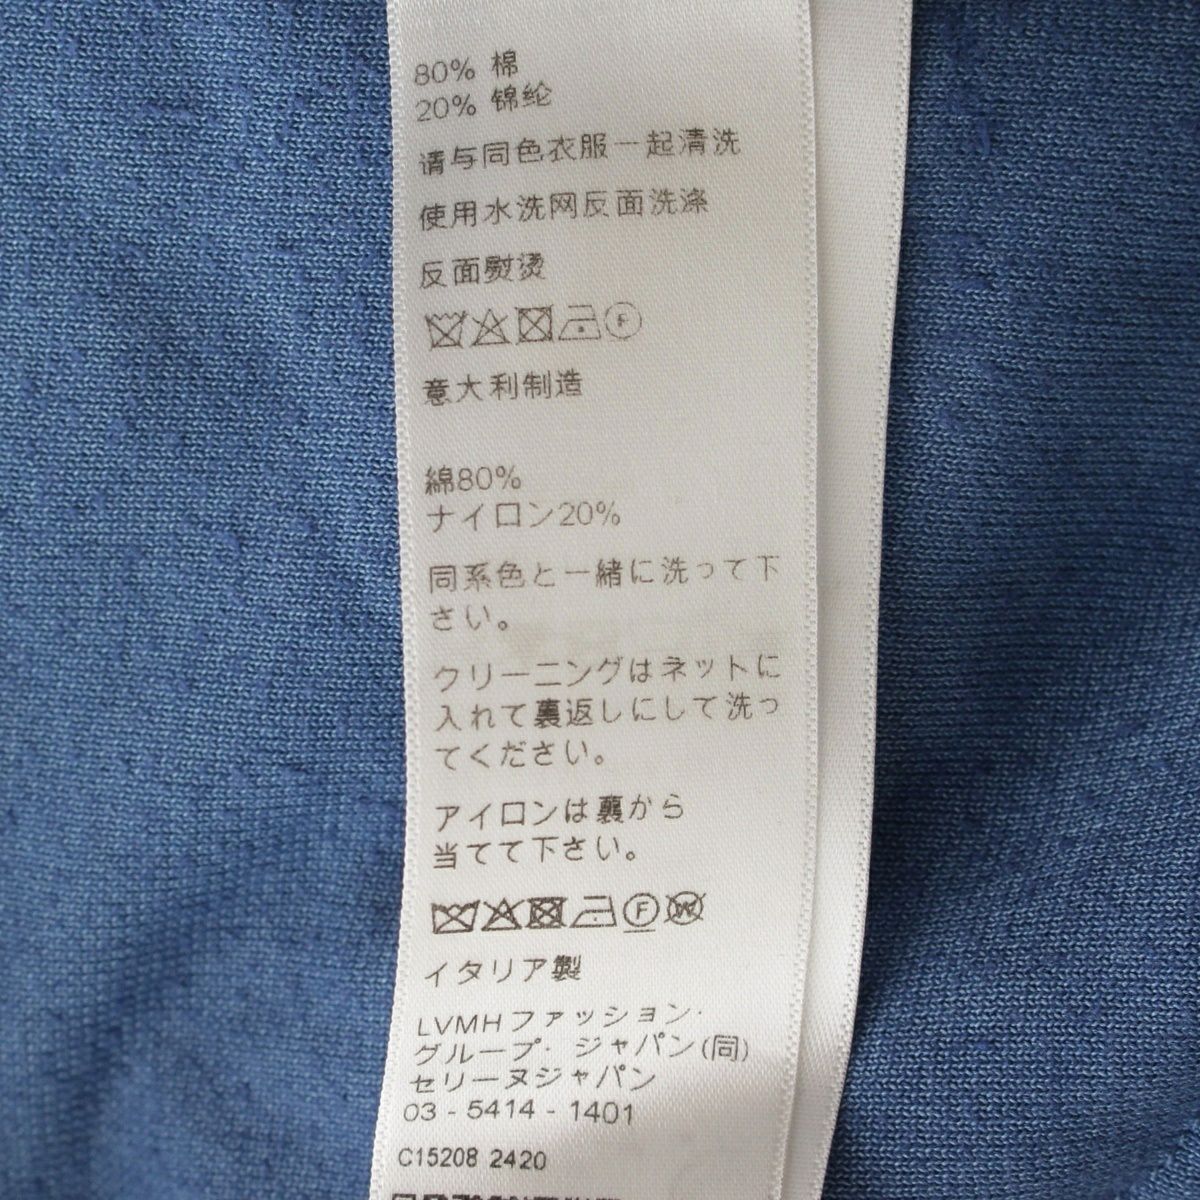 80% 棉
20% 锦纶
请与同色衣服一起清洗
使用水洗网反面洗涤
反面熨烫
F
意大利制造
綿80%
ナイロン20%
同系色と一緒に洗って下
さい。
クリーニングはネットに
入れて裏返しにして洗っ
てください。
アイロンは裏から
当てて下さい。
F W
イタリア製
LVMHファッション·
グループ· ジャパン(同)
セリーヌジャパン
03 - 5414 - 1401
C15208 2420